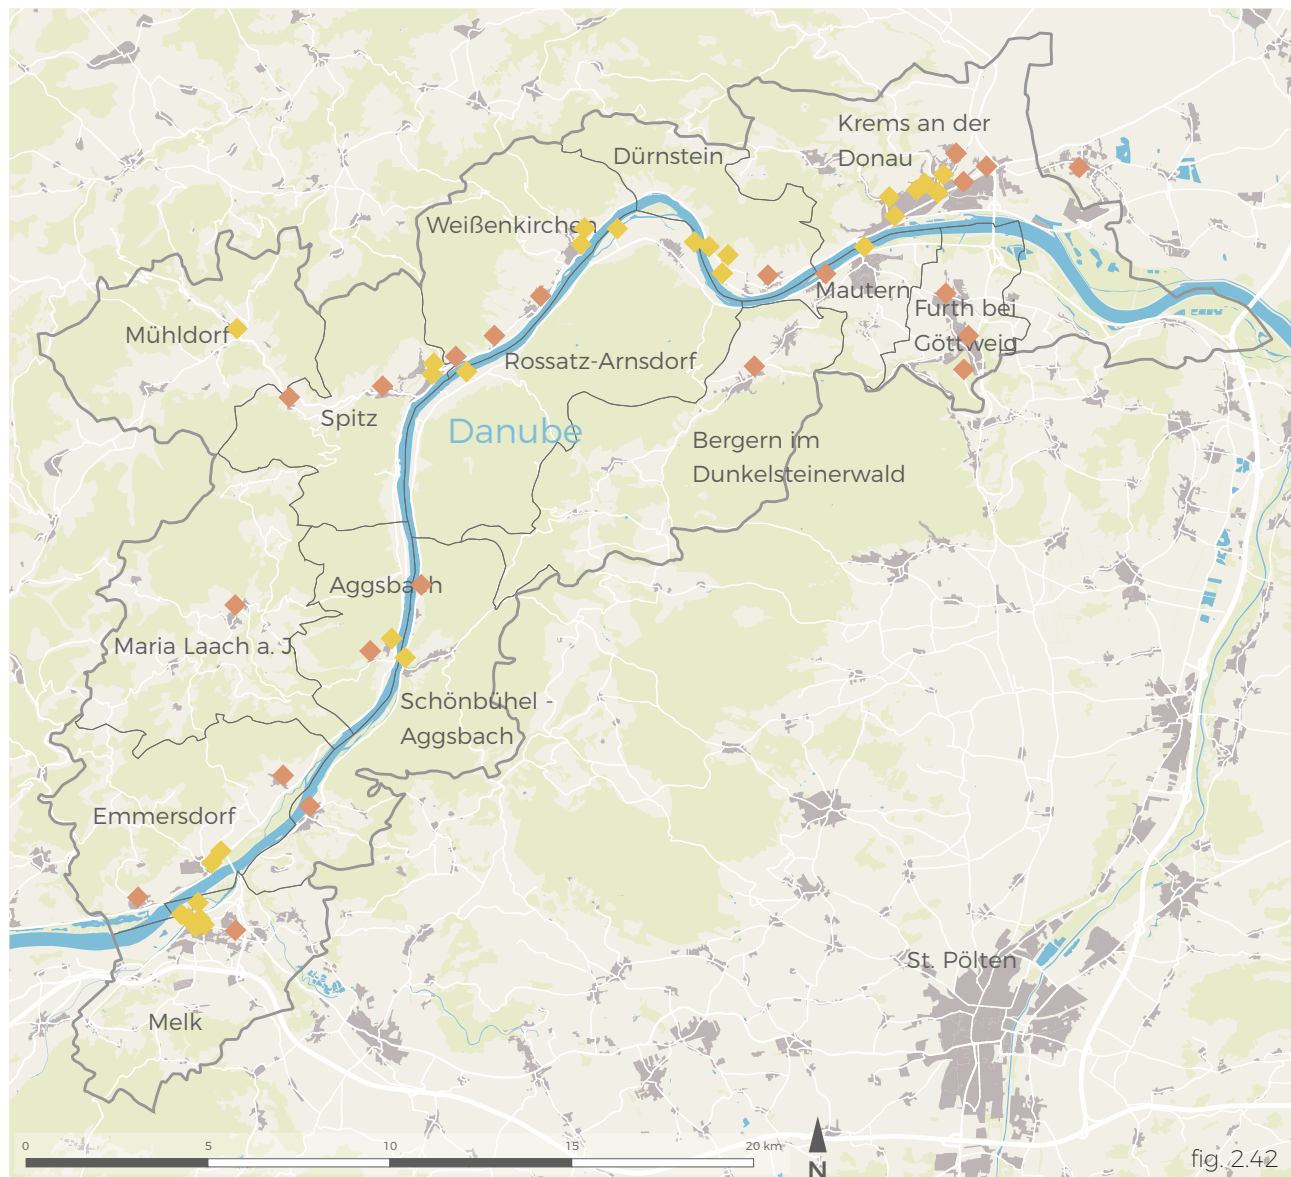 Krems an der
Donau
Dürnstein
Weißenkirchen
Mautern
Furth bei
Göttweig
Mühldorf
Rossatz-Arnsdorf
Spitz
Danube
Bergern im
Dunkelsteinerwald
Aggsbach
Maria Laach a. J.
Schönbühel -
Aggsbach
Emmersdorf
St. Pölten
Melk
0 5 10 15 20 km
N
fig. 2.42